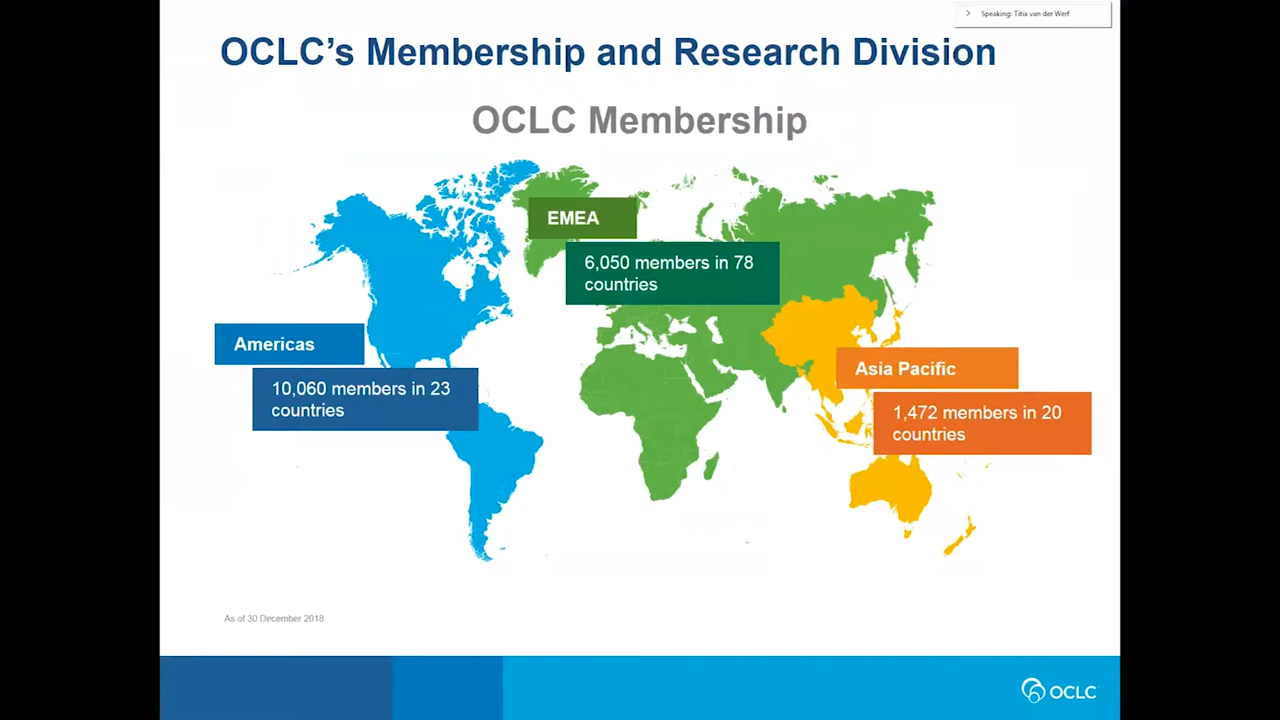 Speaking: Titia van der Werf
OCLC's Membership and Research Division
OCLC Membership
EMEA
6,050 members in 78
countries
Americas
10,060 members in 23
countries
Asia Pacific
1,472 members in 20
countries
As of 30 December 2018
OCLC